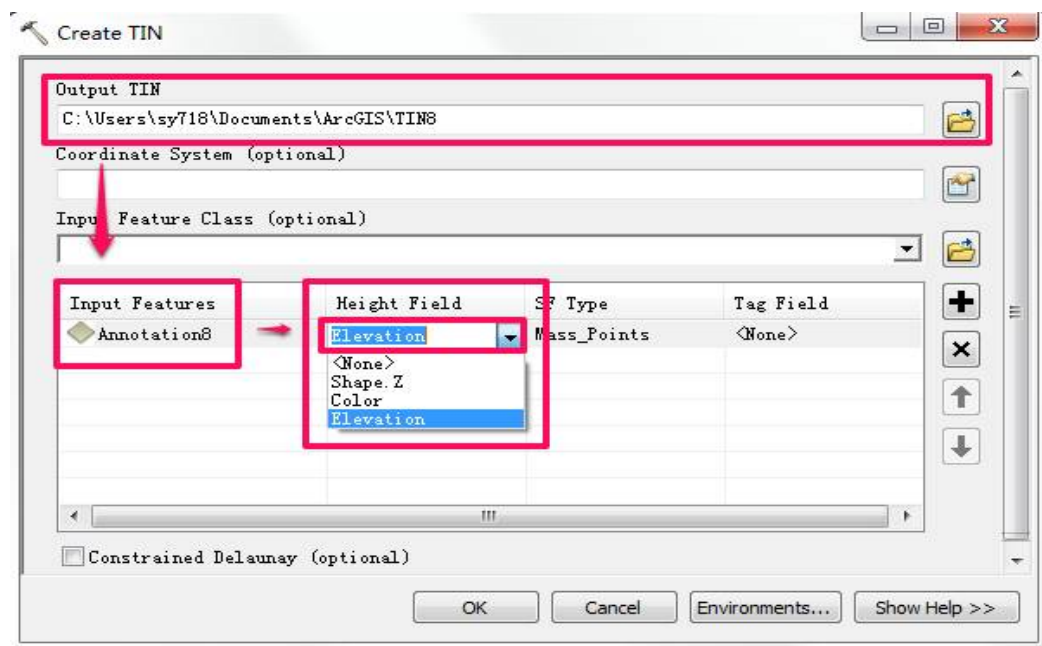 Create TIN
Output TIN
C:\Users\sy718\Documents\ArcGIS\TIN8
Coordinate System (optional)
Input Feature Class (optional)
Input Features Height Field SF Type Tag Field
Annotation8 Elevation Mass_Points <None>
<None>
Shape.Z
Color
Elevation
Constrained Delaunay (optional)
OK Cancel Environments... Show Help >>